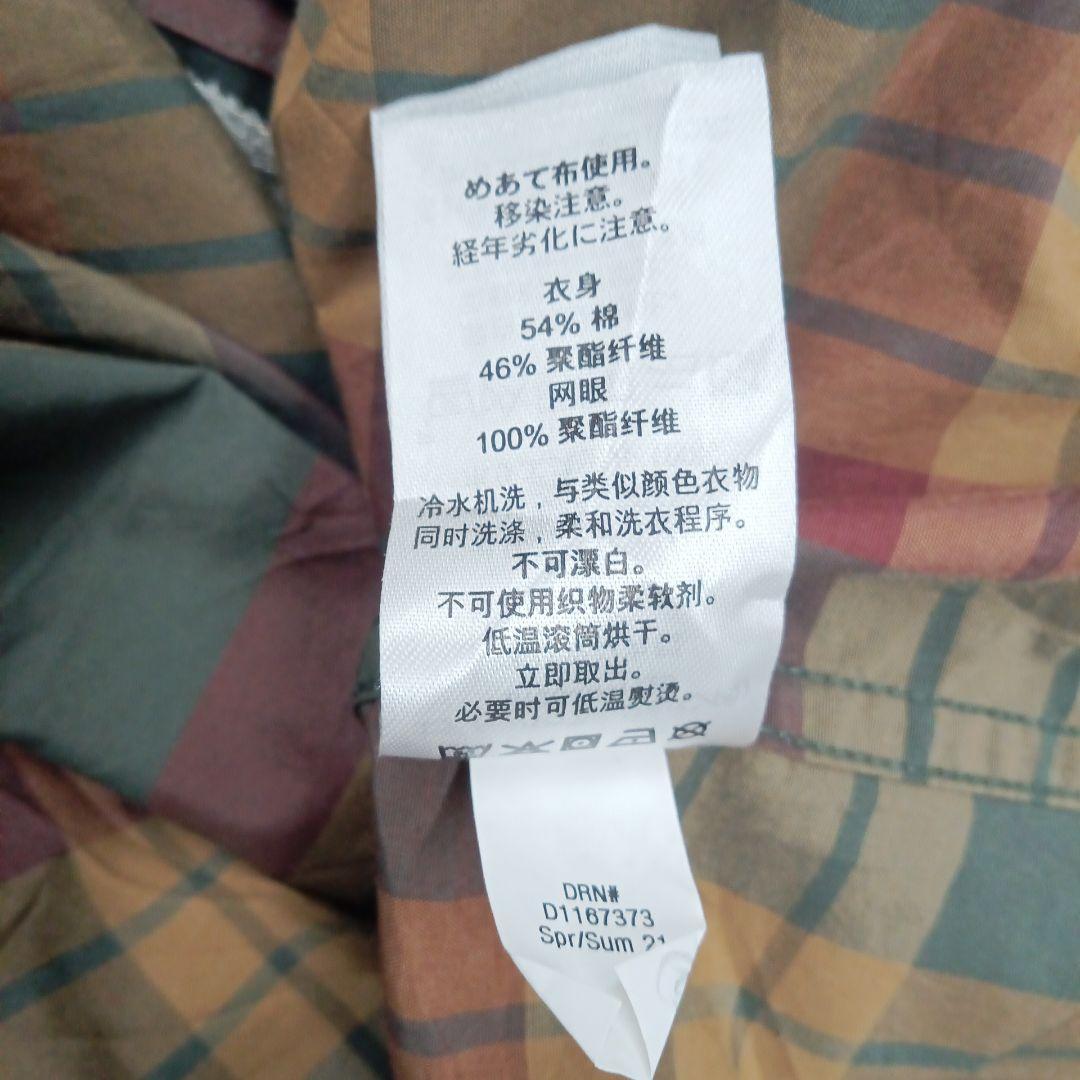 めあて布使用。
移染注意。
経年劣化に注意。
衣身
54% 棉
46% 聚酯纤维
网眼
100% 聚酯纤维
冷水机洗，与类似颜色衣物
同时洗涤，柔和洗衣程序。
不可漂白。
不可使用织物柔软剂。
低温滚筒烘干。
立即取出。
必要时可低温熨烫。
DRN#
D1167373
Spr/Sum 21